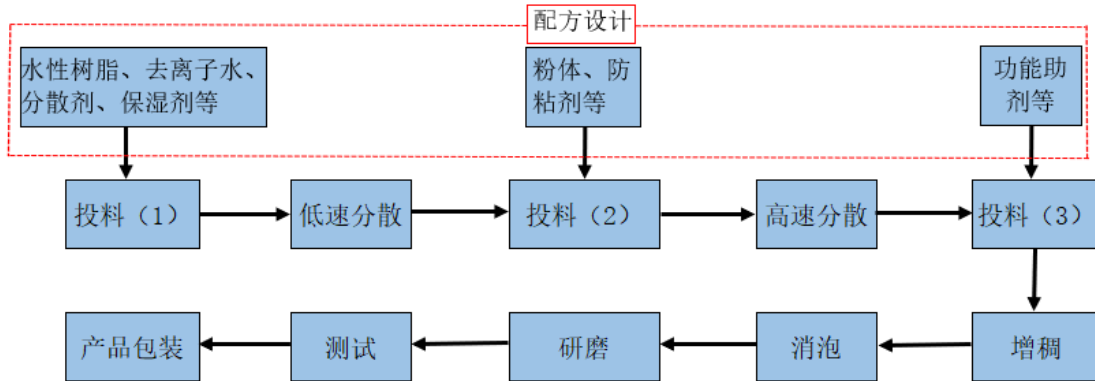 配方设计
水性树脂、去离子水、
分散剂、保湿剂等
粉体、防
粘剂等
功能助
剂等
投料（1）
低速分散
投料（2）
高速分散
投料（3）
增稠
消泡
研磨
测试
产品包装